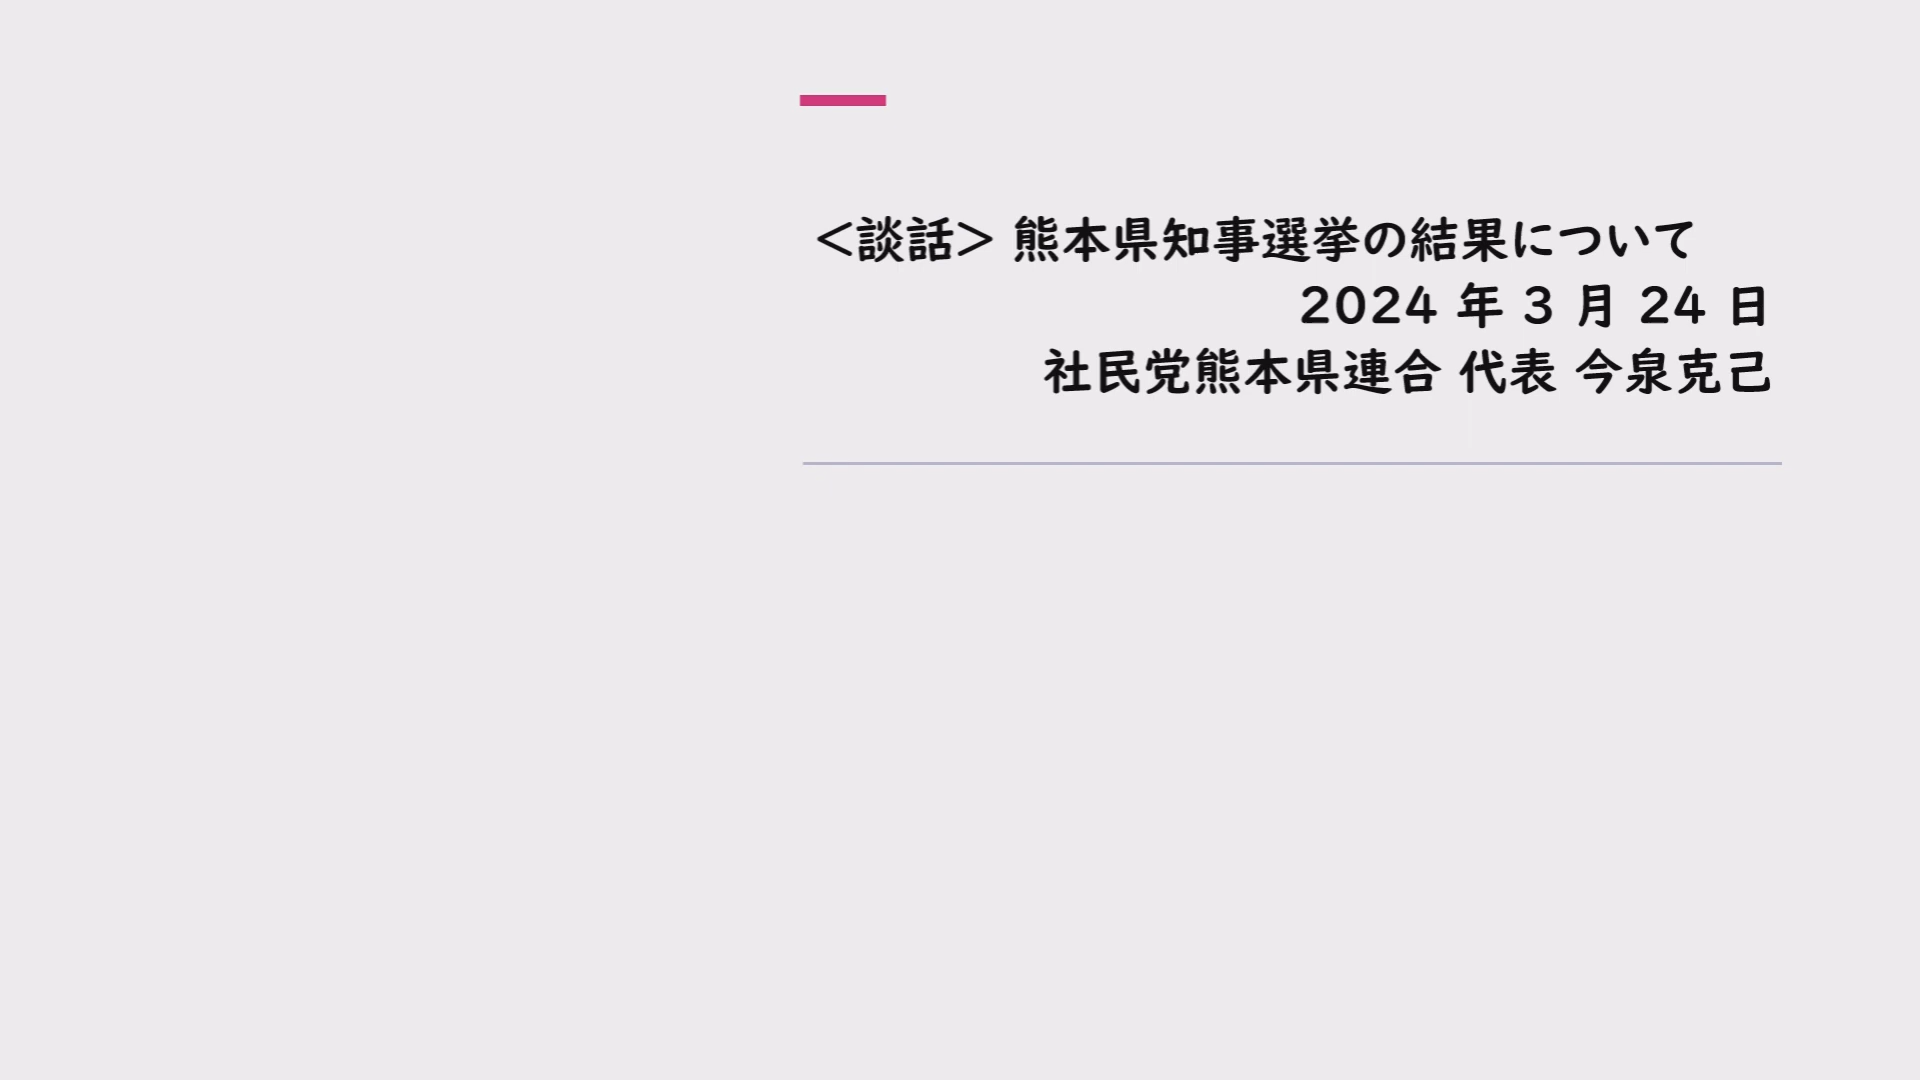 ＜談話＞ 熊本県知事選挙の結果について
2024 年 3 月 24 日
社民党熊本県連合 代表 今泉克己